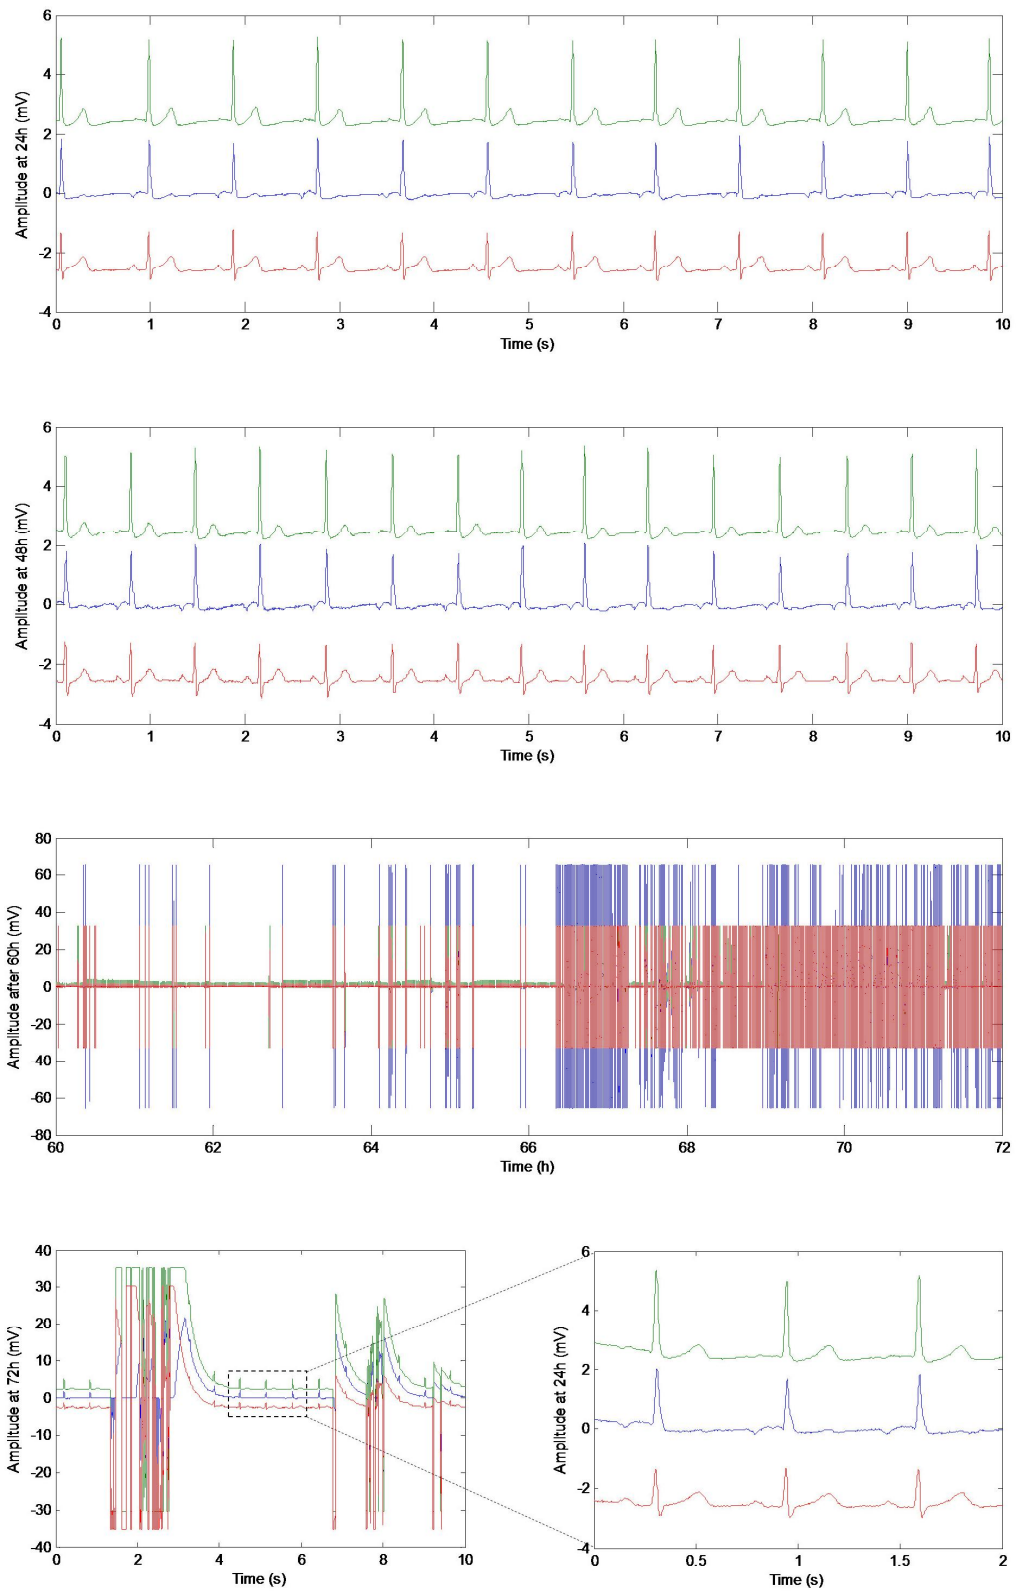 6
4
2
0
-2
-4
Amplitude at 24h (mV)
0 1 2 3 4 5 6 7 8 9 10
Time (s)
6
4
2
0
-2
-4
Amplitude at 48h (mV)
0 1 2 3 4 5 6 7 8 9 10
Time (s)
80
60
40
20
0
-20
-40
-60
-80
Amplitude after 60h (mV)
60 62 64 66 68 70 72
Time (h)
40
30
20
10
0
-10
-20
-30
-40
Amplitude at 72h (mV)
0 2 4 6 8 10
Time (s)
6
4
2
0
-2
-4
Amplitude at 24h (mV)
0 0.5 1 1.5 2
Time (s)